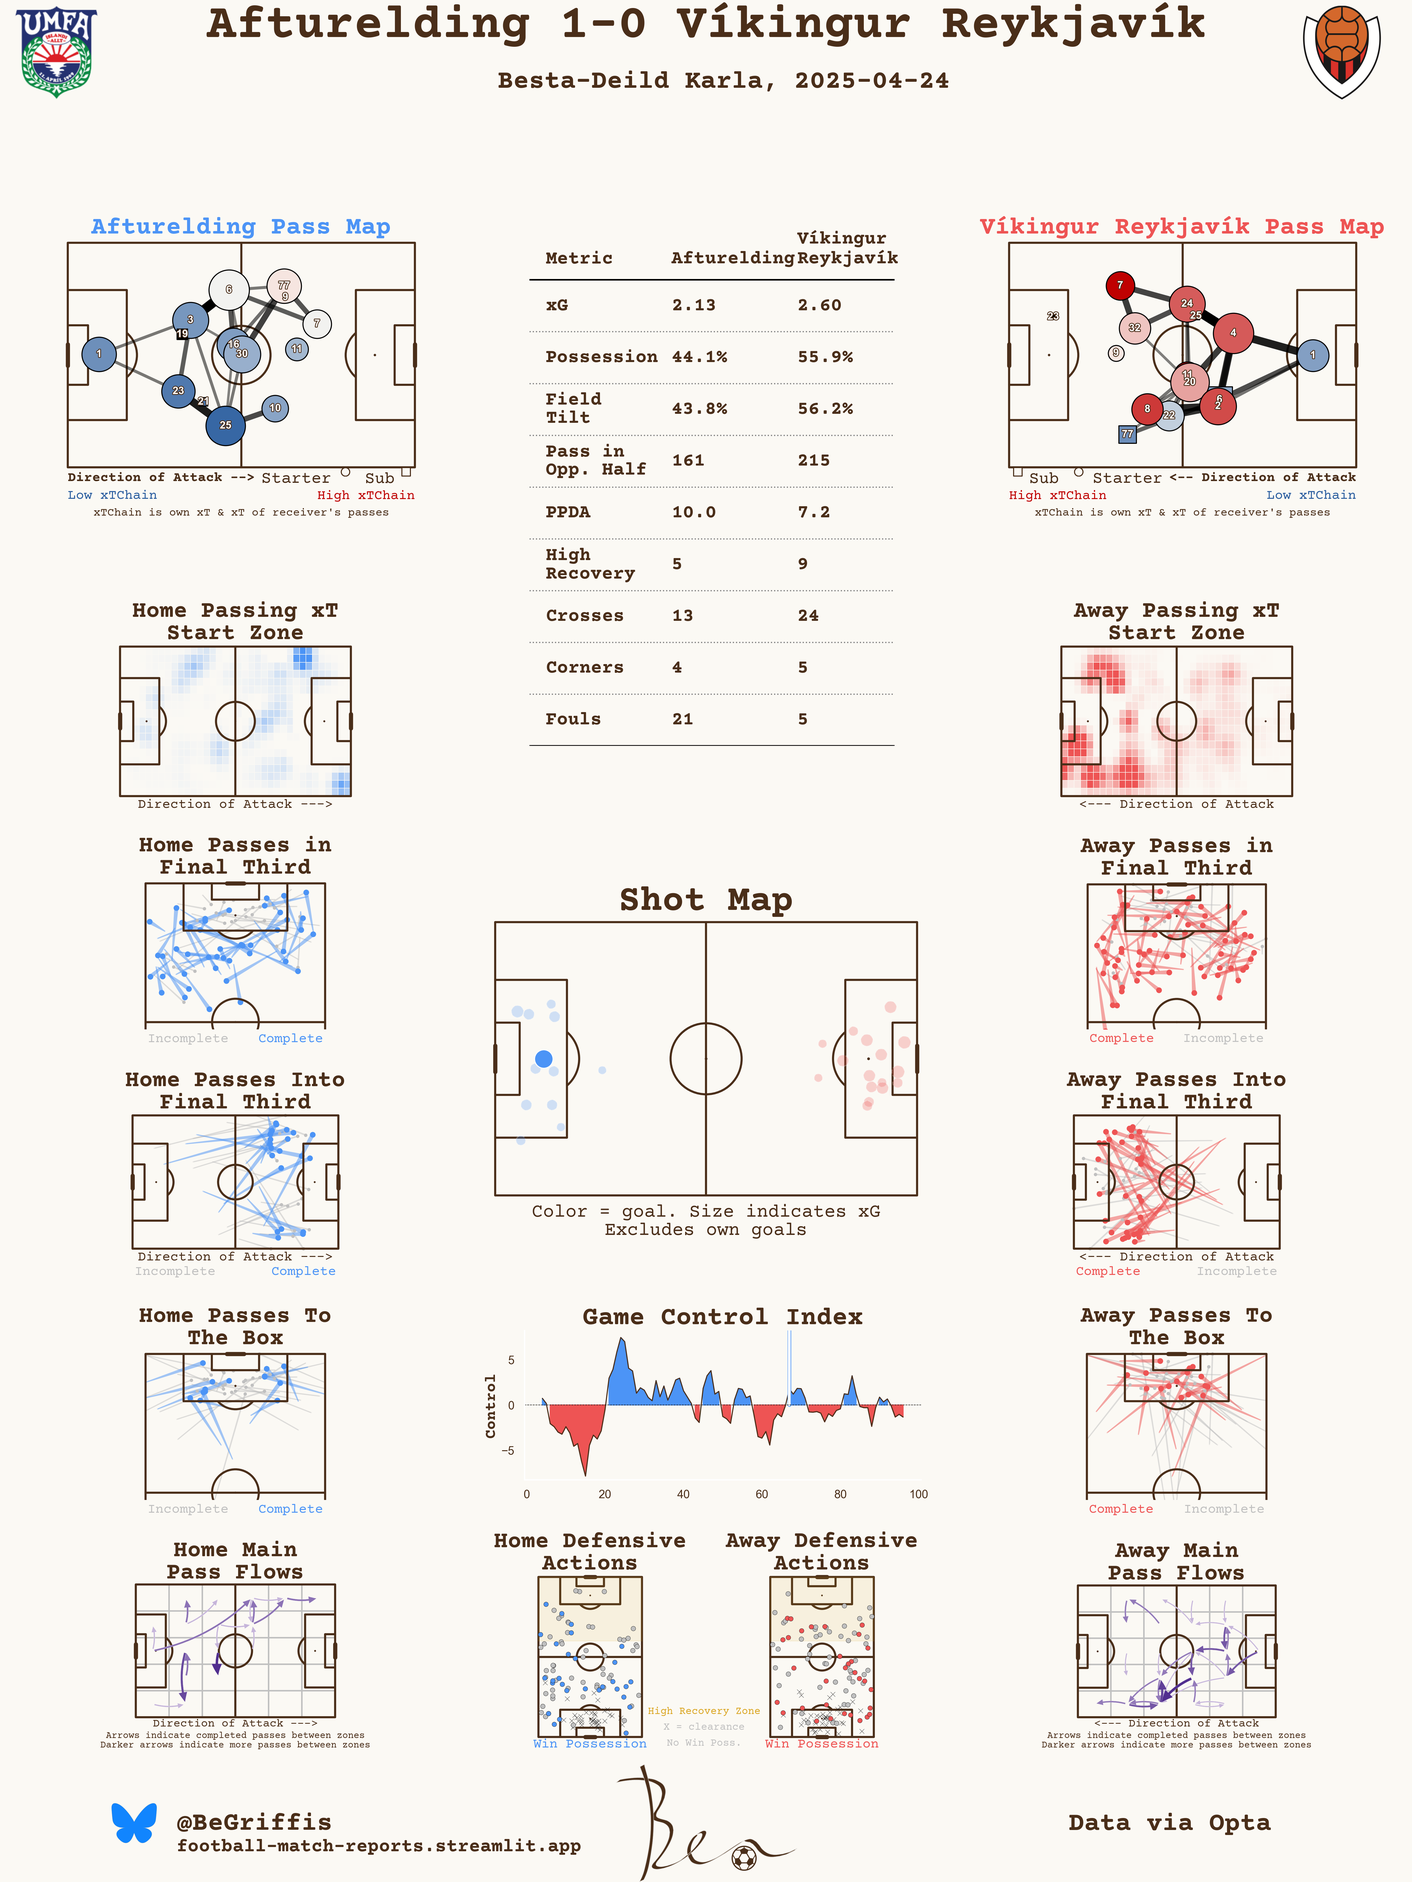 Afturelding 1-0 Víkingur Reykjavík
Besta-Deild Karla, 2025-04-24
UMFA
Afturelding Pass Map
1
3
19
23
21
25
6
16
30
77
9
7
11
10
Direction of Attack --> Starter Sub
Low xTChain High xTChain
xTChain is own xT & xT of receiver's passes
Metric Afturelding Víkingur Reykjavík
xG 2.13 2.60
Possession 44.1% 55.9%
Field Tilt 43.8% 56.2%
Pass in Opp. Half 161 215
PPDA 10.0 7.2
High Recovery 5 9
Crosses 13 24
Corners 4 5
Fouls 21 5
Víkingur Reykjavík Pass Map
23
7
32
9
24
25
4
1
11
20
6
2
8
22
77
Sub Starter <-- Direction of Attack
High xTChain Low xTChain
xTChain is own xT & xT of receiver's passes
Home Passing xT
Start Zone
Direction of Attack --->
Away Passing xT
Start Zone
<--- Direction of Attack
Home Passes in
Final Third
Incomplete Complete
Away Passes in
Final Third
Complete Incomplete
Shot Map
Color = goal. Size indicates xG
Excludes own goals
Home Passes Into
Final Third
Direction of Attack --->
Incomplete Complete
Away Passes Into
Final Third
<--- Direction of Attack
Complete Incomplete
Home Passes To
The Box
Incomplete Complete
Game Control Index
Control
5
0
−5
0 20 40 60 80 100
Away Passes To
The Box
Complete Incomplete
Home Main
Pass Flows
Direction of Attack --->
Arrows indicate completed passes between zones
Darker arrows indicate more passes between zones
Home Defensive
Actions
Win Possession
High Recovery Zone
X = clearance
No Win Poss.
Away Defensive
Actions
Win Possession
Away Main
Pass Flows
<--- Direction of Attack
Arrows indicate completed passes between zones
Darker arrows indicate more passes between zones
@BeGriffis
football-match-reports.streamlit.app
Ben
Data via Opta